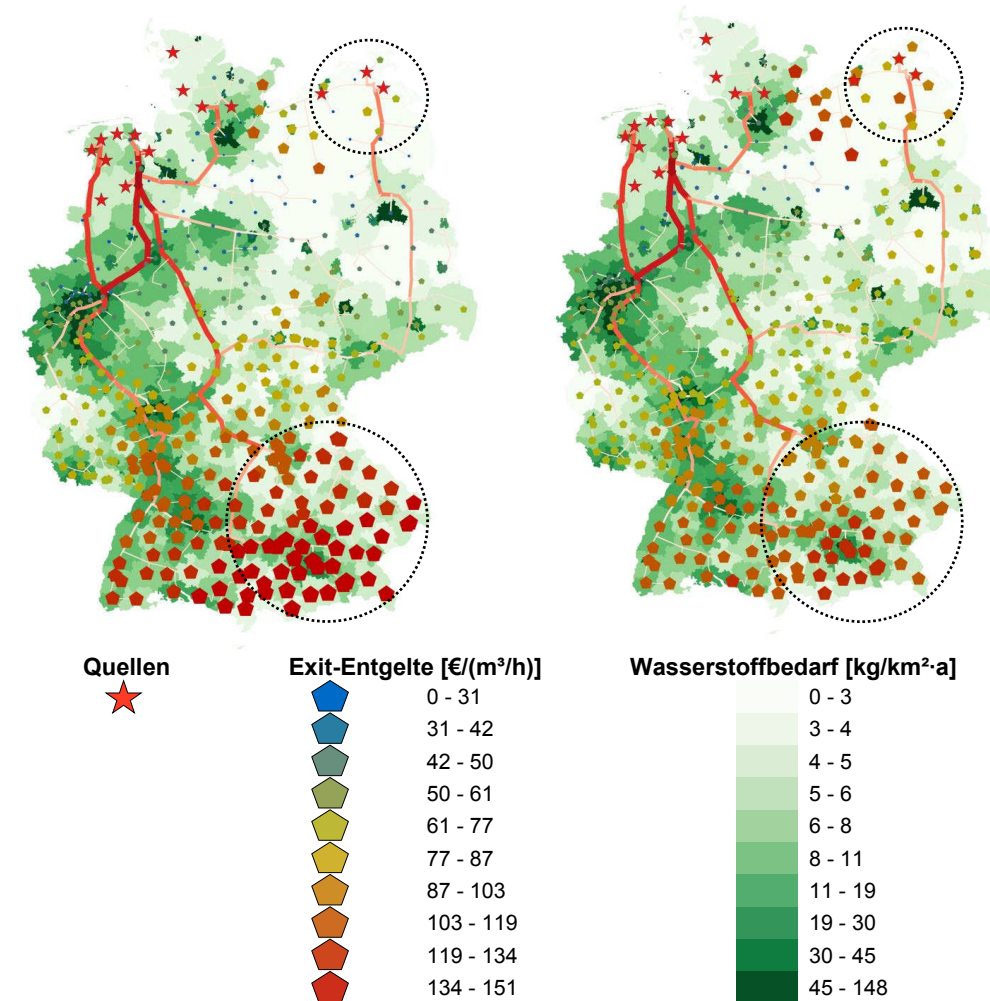 Quellen Exit-Entgelte [€/(m³/h)] Wasserstoffbedarf [kg/km²·a]
0 - 31 0 - 3
31 - 42 3 - 4
42 - 50 4 - 5
50 - 61 5 - 6
61 - 77 6 - 8
77 - 87 8 - 11
87 - 103 11 - 19
103 - 119 19 - 30
119 - 134 30 - 45
134 - 151 45 - 148